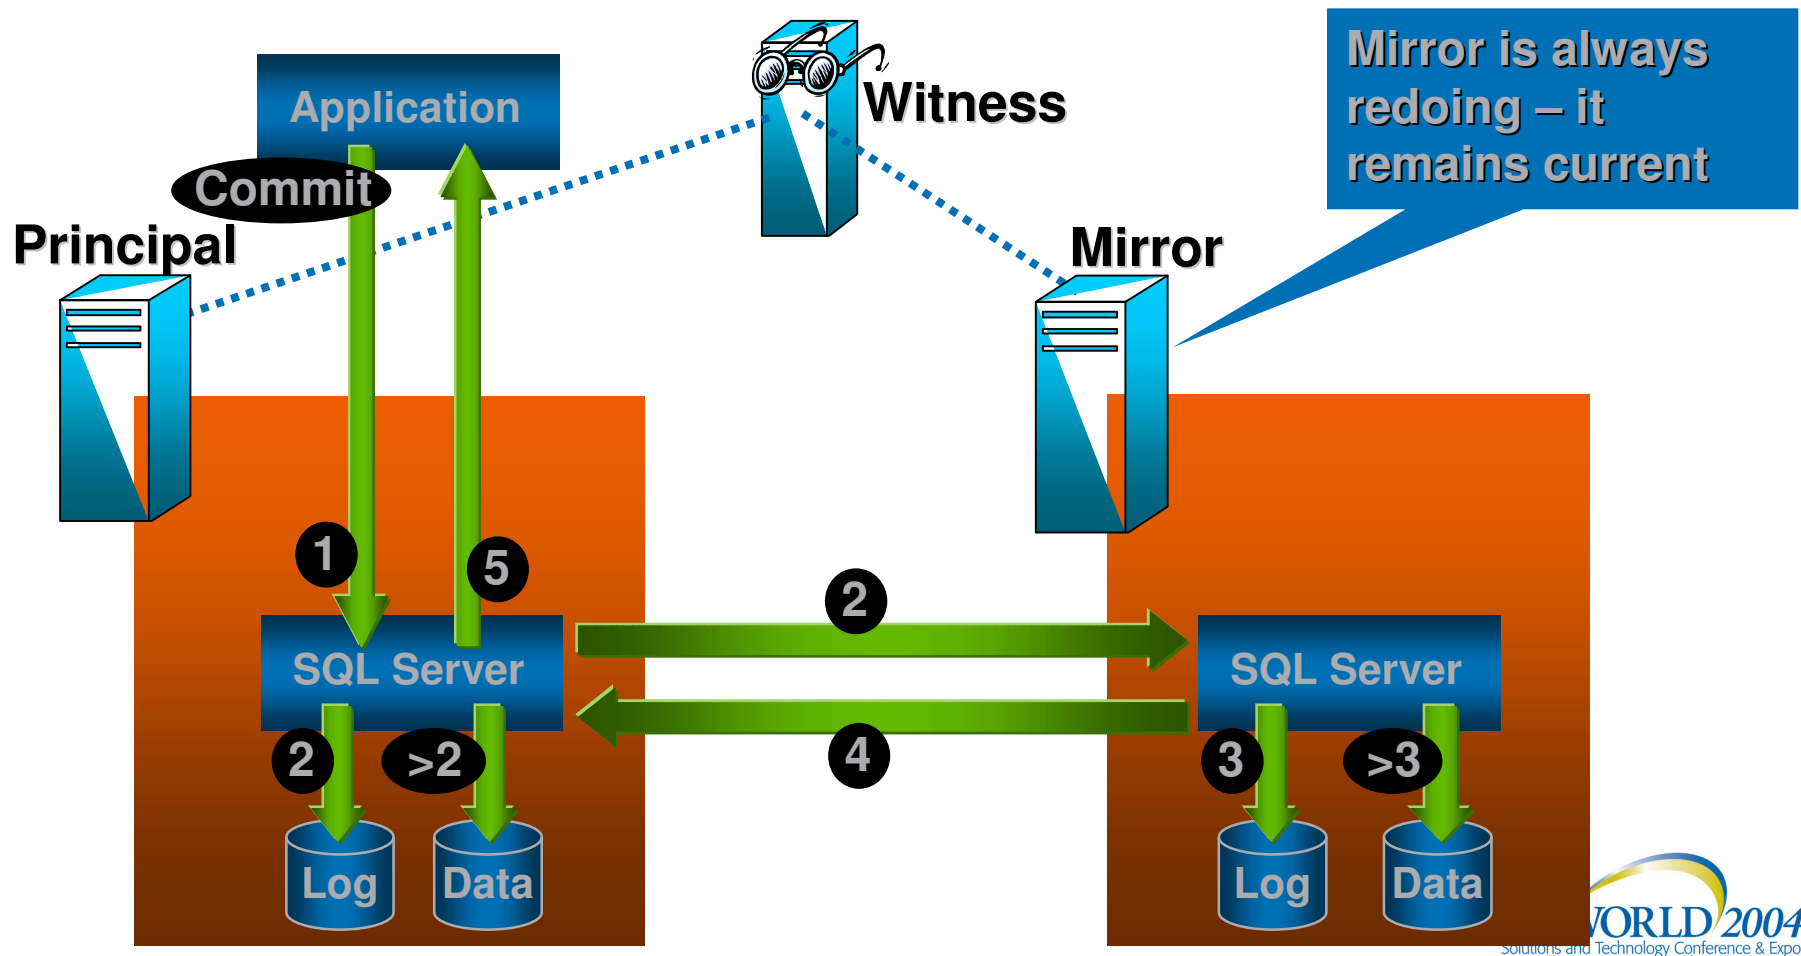 Mirror is always
redoing – it
remains current
Application
Witness
Commit
Principal
Mirror
1
5
2
SQL Server
SQL Server
4
2
>2
3
>3
Log
Data
Log
Data
WORLD 2004
Solutions and Technology Conference & Expo